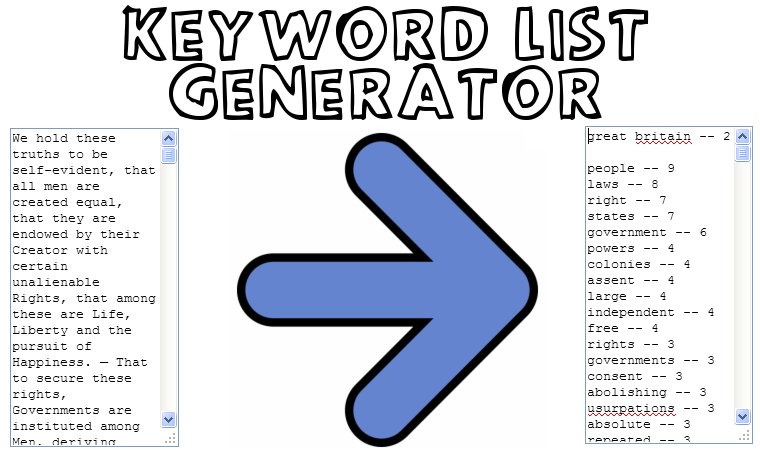 KEYWORD LIST
GENERATOR
We hold these
truths to be
self-evident, that
all men are
created equal,
that they are
endowed by their
Creator with
certain
unalienable
Rights, that among
these are Life,
Liberty and the
pursuit of
Happiness. — That
to secure these
rights,
Governments are
instituted among
Men, deriving
great britain -- 2
people -- 9
laws -- 8
right -- 7
states -- 7
government -- 6
powers -- 4
colonies -- 4
assent -- 4
large -- 4
independent -- 4
free -- 4
rights -- 3
governments -- 3
consent -- 3
abolishing -- 3
usurpations -- 3
absolute -- 3
repeated -- 3